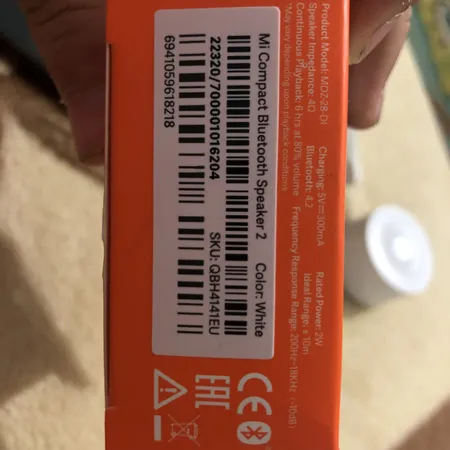 Product Model: MDZ-28-DI
Charging: 5V⎓300mA
Rated Power: 2W
Speaker Impedance: 4Ω
Bluetooth: 4.2
Ideal Range: ≤ 10m
Continuous Playback: 6 hrs at 80% volume
Frequency Response Range: 200Hz~18KHz (-10dB)
*May vary depending upon playback conditions
Mi Compact Bluetooth Speaker 2
Color: White
22320/700001016204
SKU: QBH4141EU
6941059618218
CE
EAC